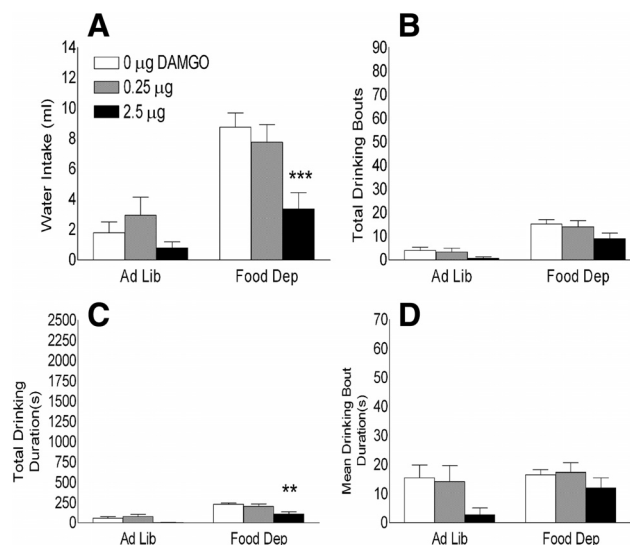 A
Water Intake (ml)
14
12
10
8
6
4
2
0
0 µg DAMGO
0.25 µg
2.5 µg
***
Ad Lib Food Dep
B
Total Drinking Bouts
90
80
70
60
50
40
30
20
10
0
Ad Lib Food Dep
C
Total Drinking
Duration(s)
2500
2250
2000
1750
1500
1250
1000
750
500
250
0
**
Ad Lib Food Dep
D
Mean Drinking Bout
Duration(s)
70
60
50
40
30
20
10
0
Ad Lib Food Dep